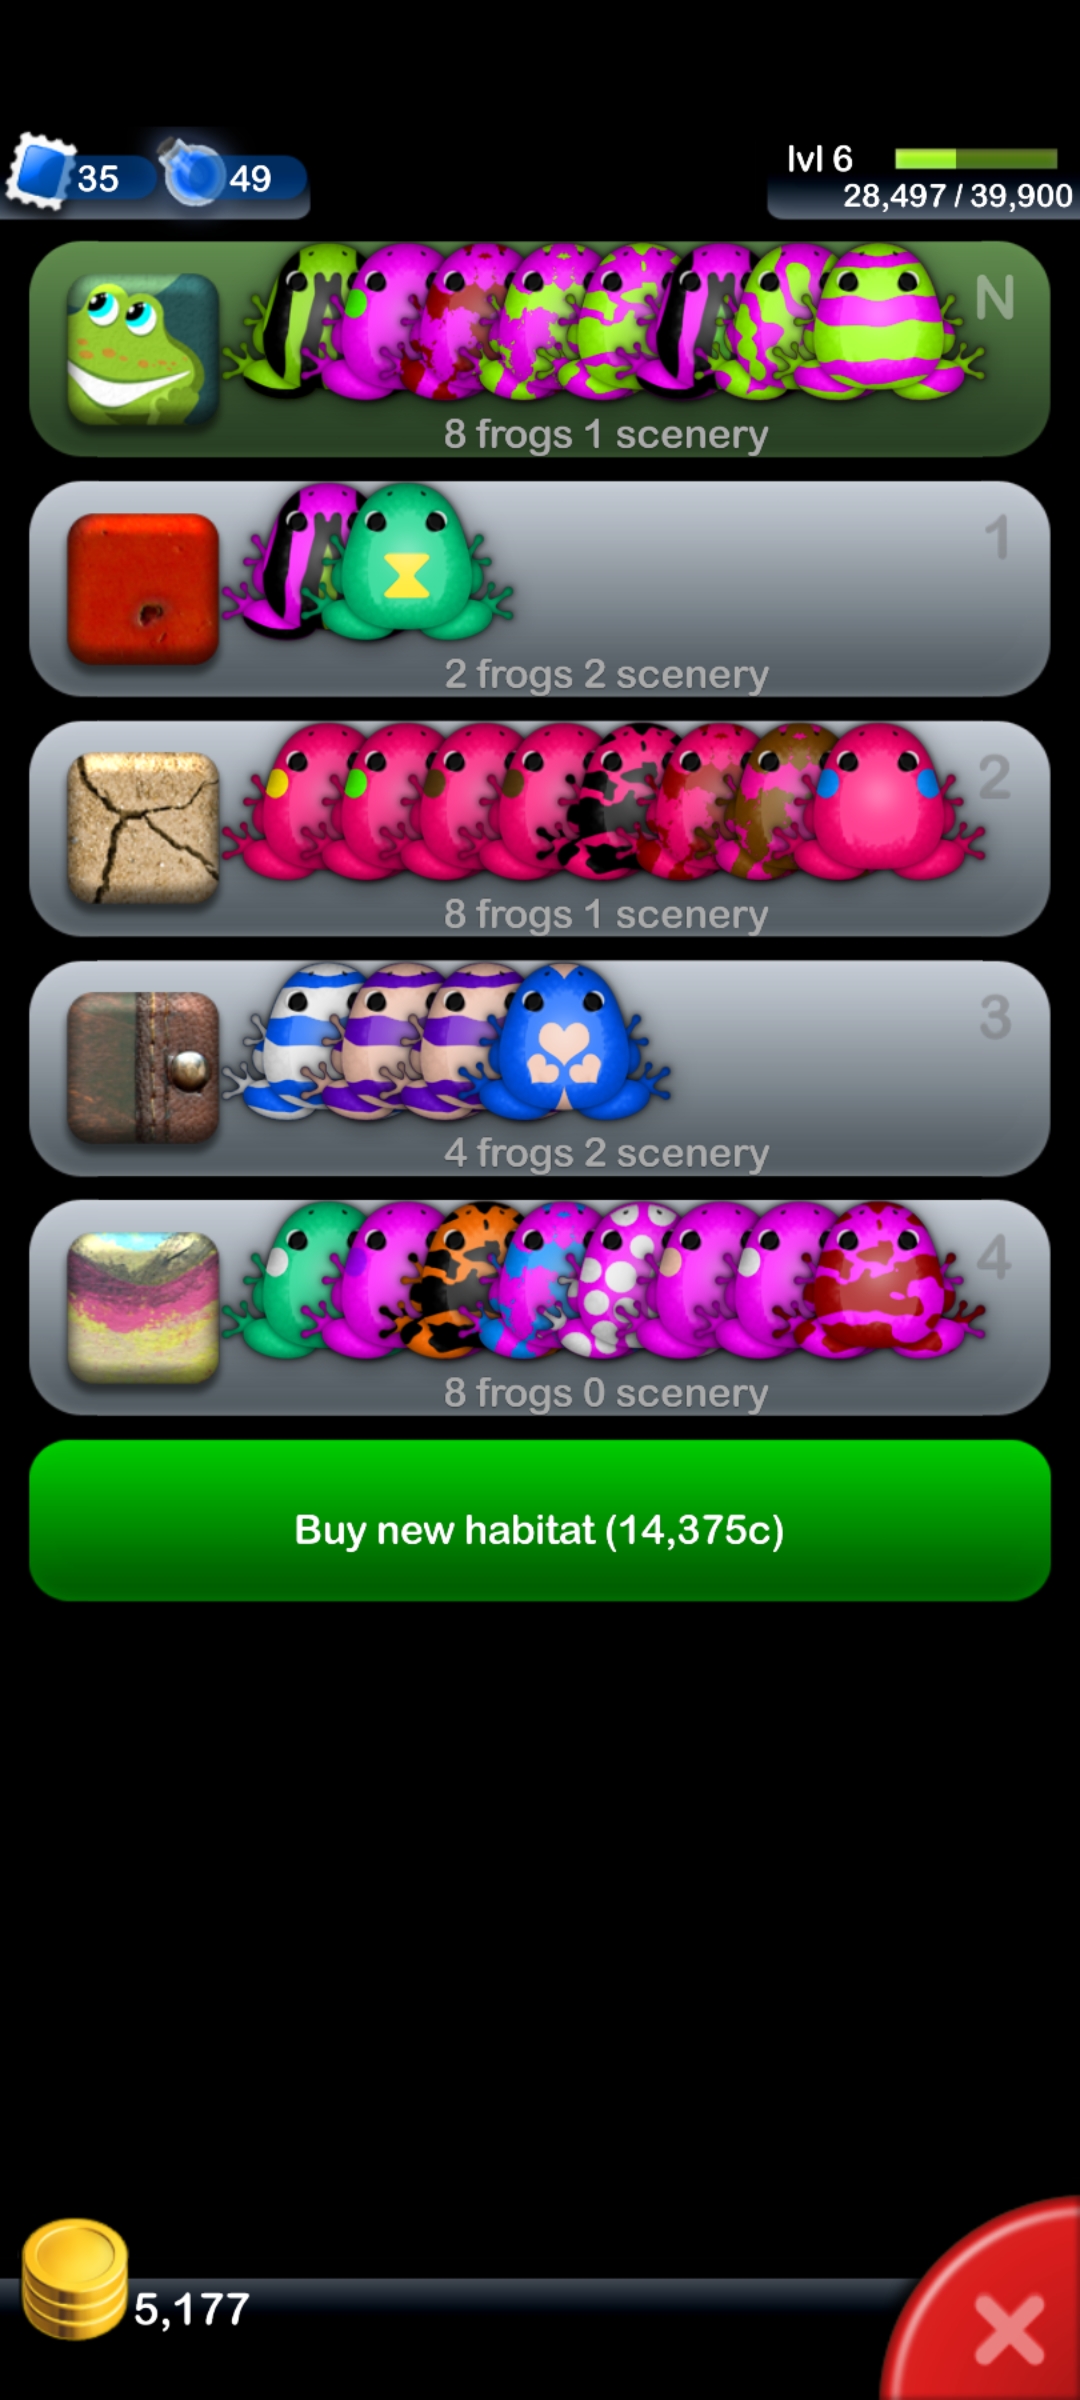 35 49 lvl 6
28,497 / 39,900
N
8 frogs 1 scenery
1
2 frogs 2 scenery
2
8 frogs 1 scenery
3
4 frogs 2 scenery
4
8 frogs 0 scenery
Buy new habitat (14,375c)
5,177